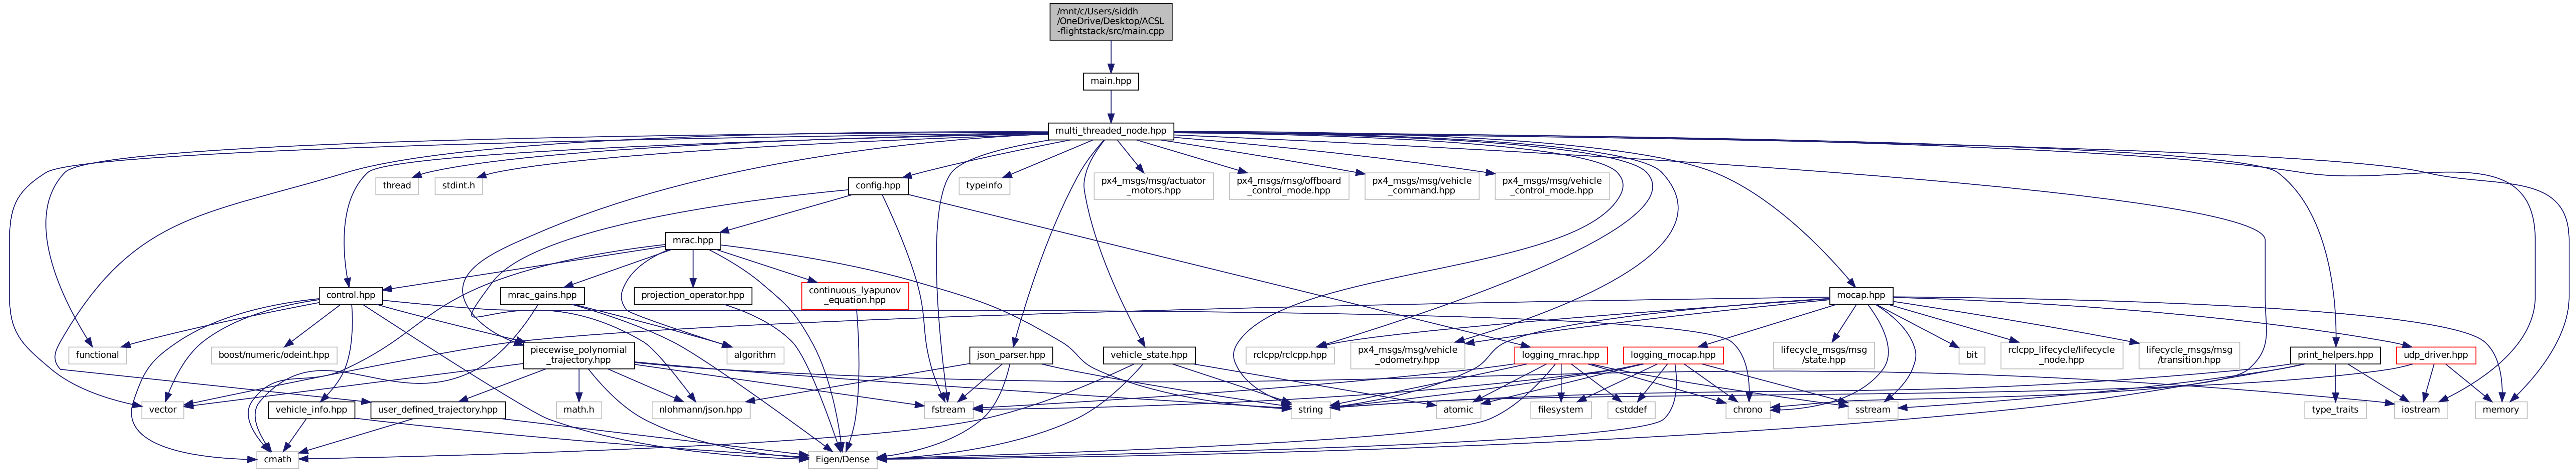 /mnt/c/Users/siddh
/OneDrive/Desktop/ACSL
-flightstack/src/main.cpp
main.hpp
multi_threaded_node.hpp
thread
stdint.h
config.hpp
typeinfo
px4_msgs/msg/actuator
_motors.hpp
px4_msgs/msg/offboard
_control_mode.hpp
px4_msgs/msg/vehicle
_command.hpp
px4_msgs/msg/vehicle
_control_mode.hpp
mrac.hpp
control.hpp
mrac_gains.hpp
projection_operator.hpp
continuous_lyapunov
_equation.hpp
mocap.hpp
functional
boost/numeric/odeint.hpp
piecewise_polynomial
_trajectory.hpp
algorithm
json_parser.hpp
vehicle_state.hpp
rclcpp/rclcpp.hpp
px4_msgs/msg/vehicle
_odometry.hpp
logging_mrac.hpp
logging_mocap.hpp
lifecycle_msgs/msg
/state.hpp
bit
rclcpp_lifecycle/lifecycle
_node.hpp
lifecycle_msgs/msg
/transition.hpp
print_helpers.hpp
udp_driver.hpp
vector
vehicle_info.hpp
user_defined_trajectory.hpp
math.h
nlohmann/json.hpp
fstream
string
atomic
filesystem
cstddef
chrono
sstream
type_traits
iostream
memory
cmath
Eigen/Dense